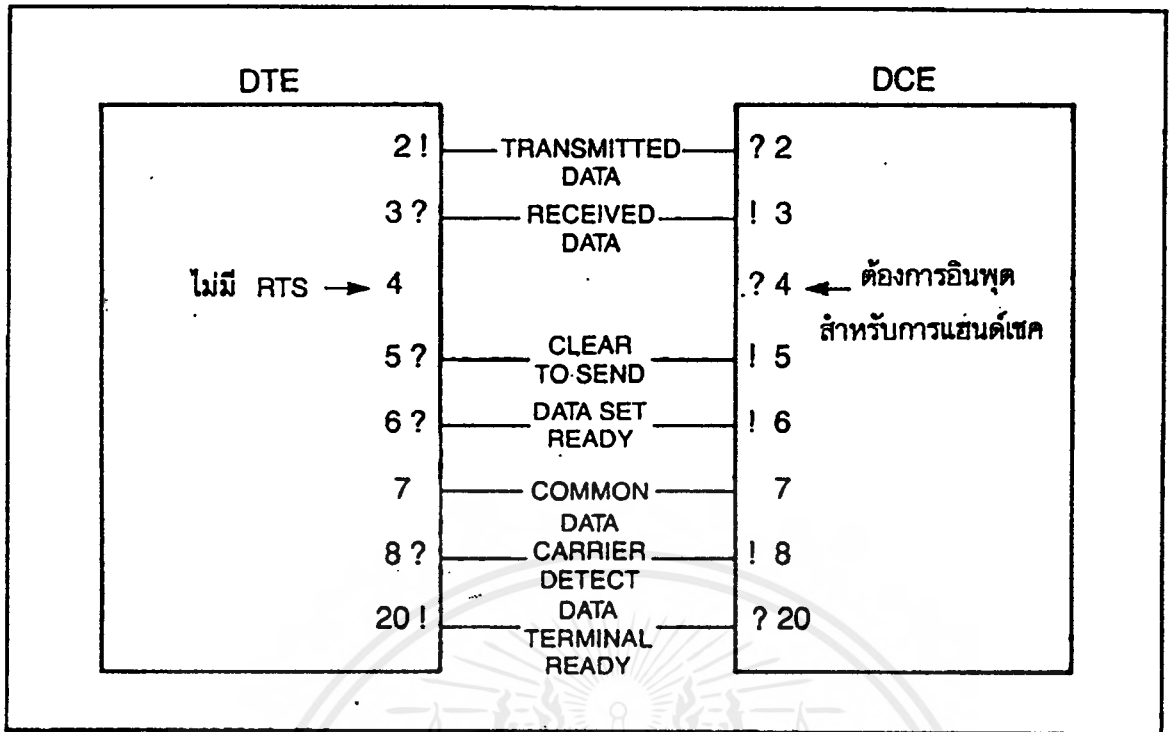 DTE DCE
2! TRANSMITTED ? 2
DATA
3? RECEIVED ! 3
DATA
ไม่มี RTS → 4 ? 4 ← ต้องการอินพุต
สำหรับการแฮนด์เชค
5? CLEAR ! 5
TO SEND
6? DATA SET ! 6
READY
7 COMMON 7
DATA
8? CARRIER ! 8
DETECT
20! DATA ? 20
TERMINAL
READY